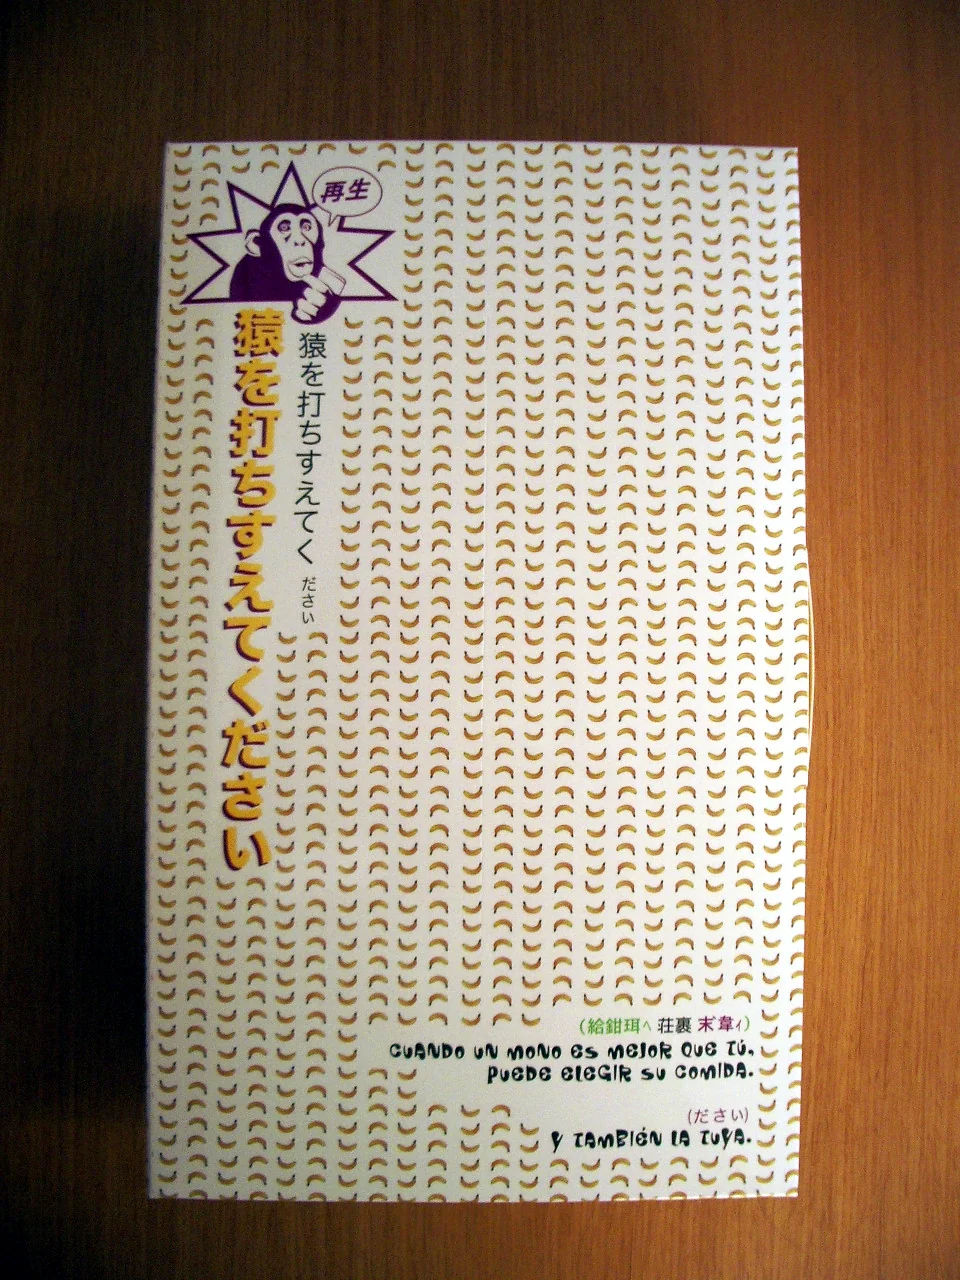 再生
猿を打ちすえてください
猿を打ちすえてく ださい
(給鉗珥へ 荘裏 末韋ィ)
CUANDO UN MONO ES MEJOR QUE TÚ,
PUEDE ELEGIR SU COMIDA.
(ださい)
Y TAMBIÉN LA TUYA.